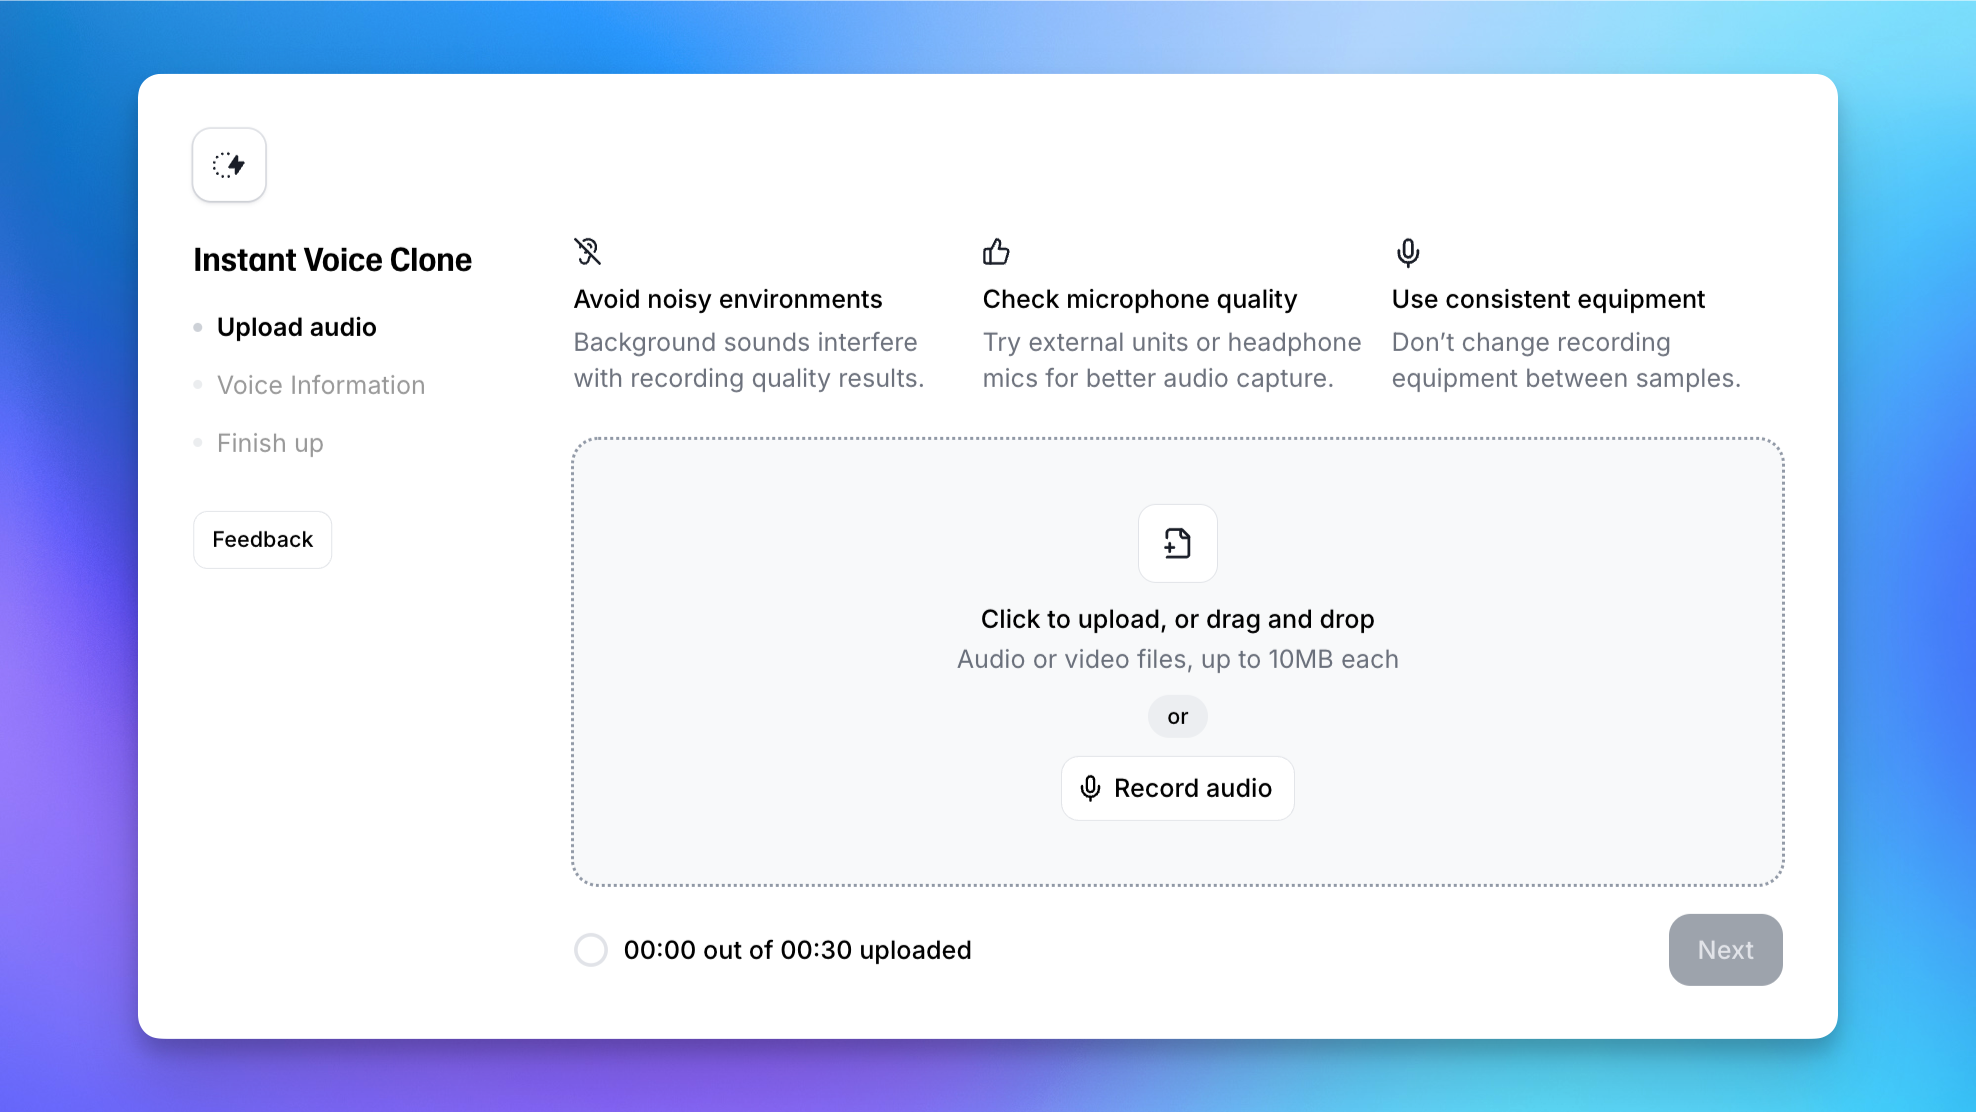 Instant Voice Clone
Upload audio
Voice Information
Finish up
Feedback
Avoid noisy environments
Background sounds interfere
with recording quality results.
Check microphone quality
Try external units or headphone
mics for better audio capture.
Use consistent equipment
Don’t change recording
equipment between samples.
Click to upload, or drag and drop
Audio or video files, up to 10MB each
or
Record audio
00:00 out of 00:30 uploaded
Next